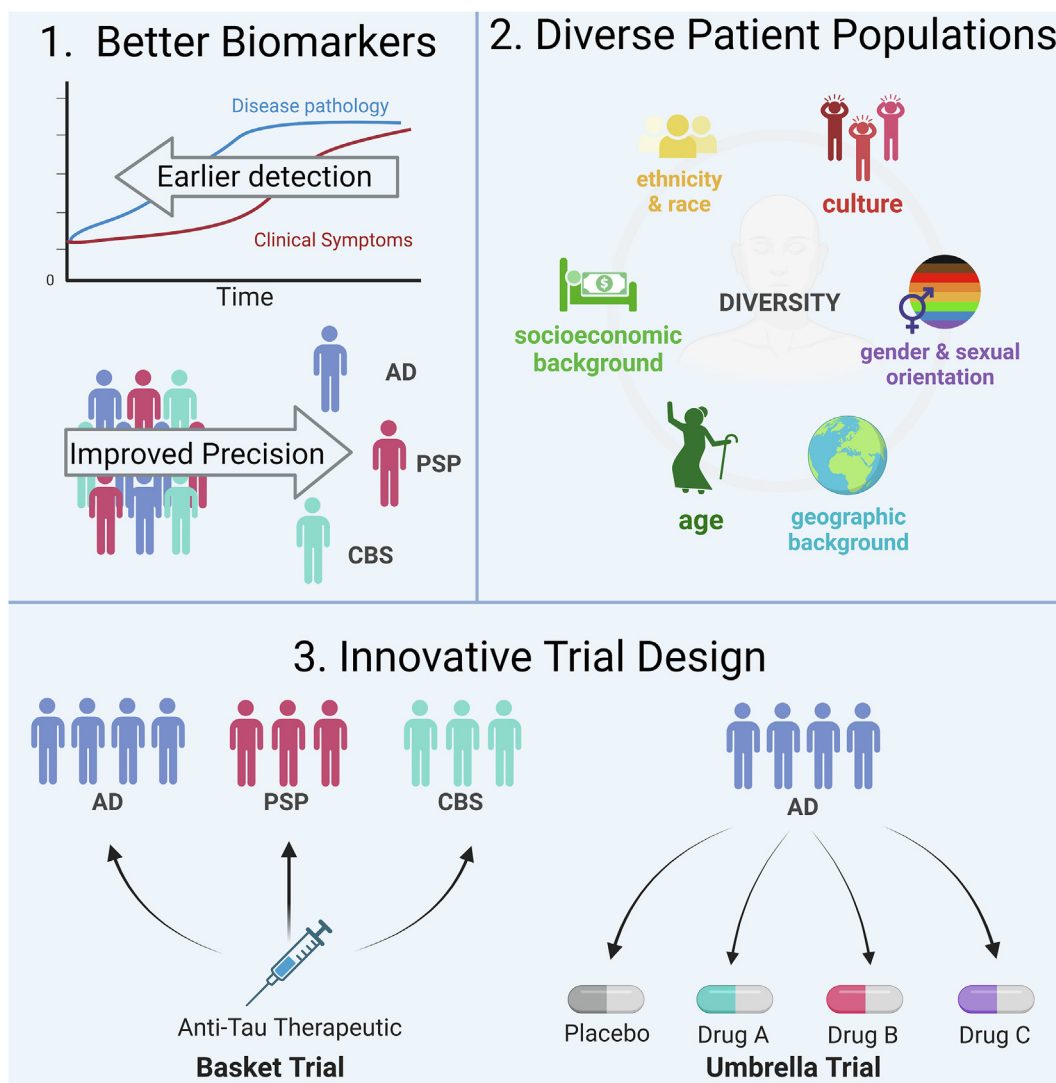 1. Better Biomarkers
Disease pathology
Earlier detection
Clinical Symptoms
0
Time
AD
Improved Precision
PSP
CBS
2. Diverse Patient Populations
ethnicity
& race
culture
socioeconomic
background
DIVERSITY
gender & sexual
orientation
age
geographic
background
3. Innovative Trial Design
AD
PSP
CBS
Anti-Tau Therapeutic
Basket Trial
AD
Placebo
Drug A
Drug B
Drug C
Umbrella Trial